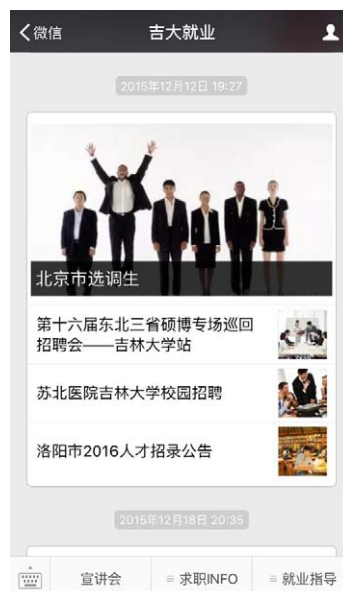 微信
吉大就业
2015年12月12日 19:27
北京市选调生
第十六届东北三省硕博专场巡回
招聘会——吉林大学站
苏北医院吉林大学校园招聘
洛阳市2016人才招录公告
2015年12月18日 20:35
宣讲会
求职INFO
就业指导